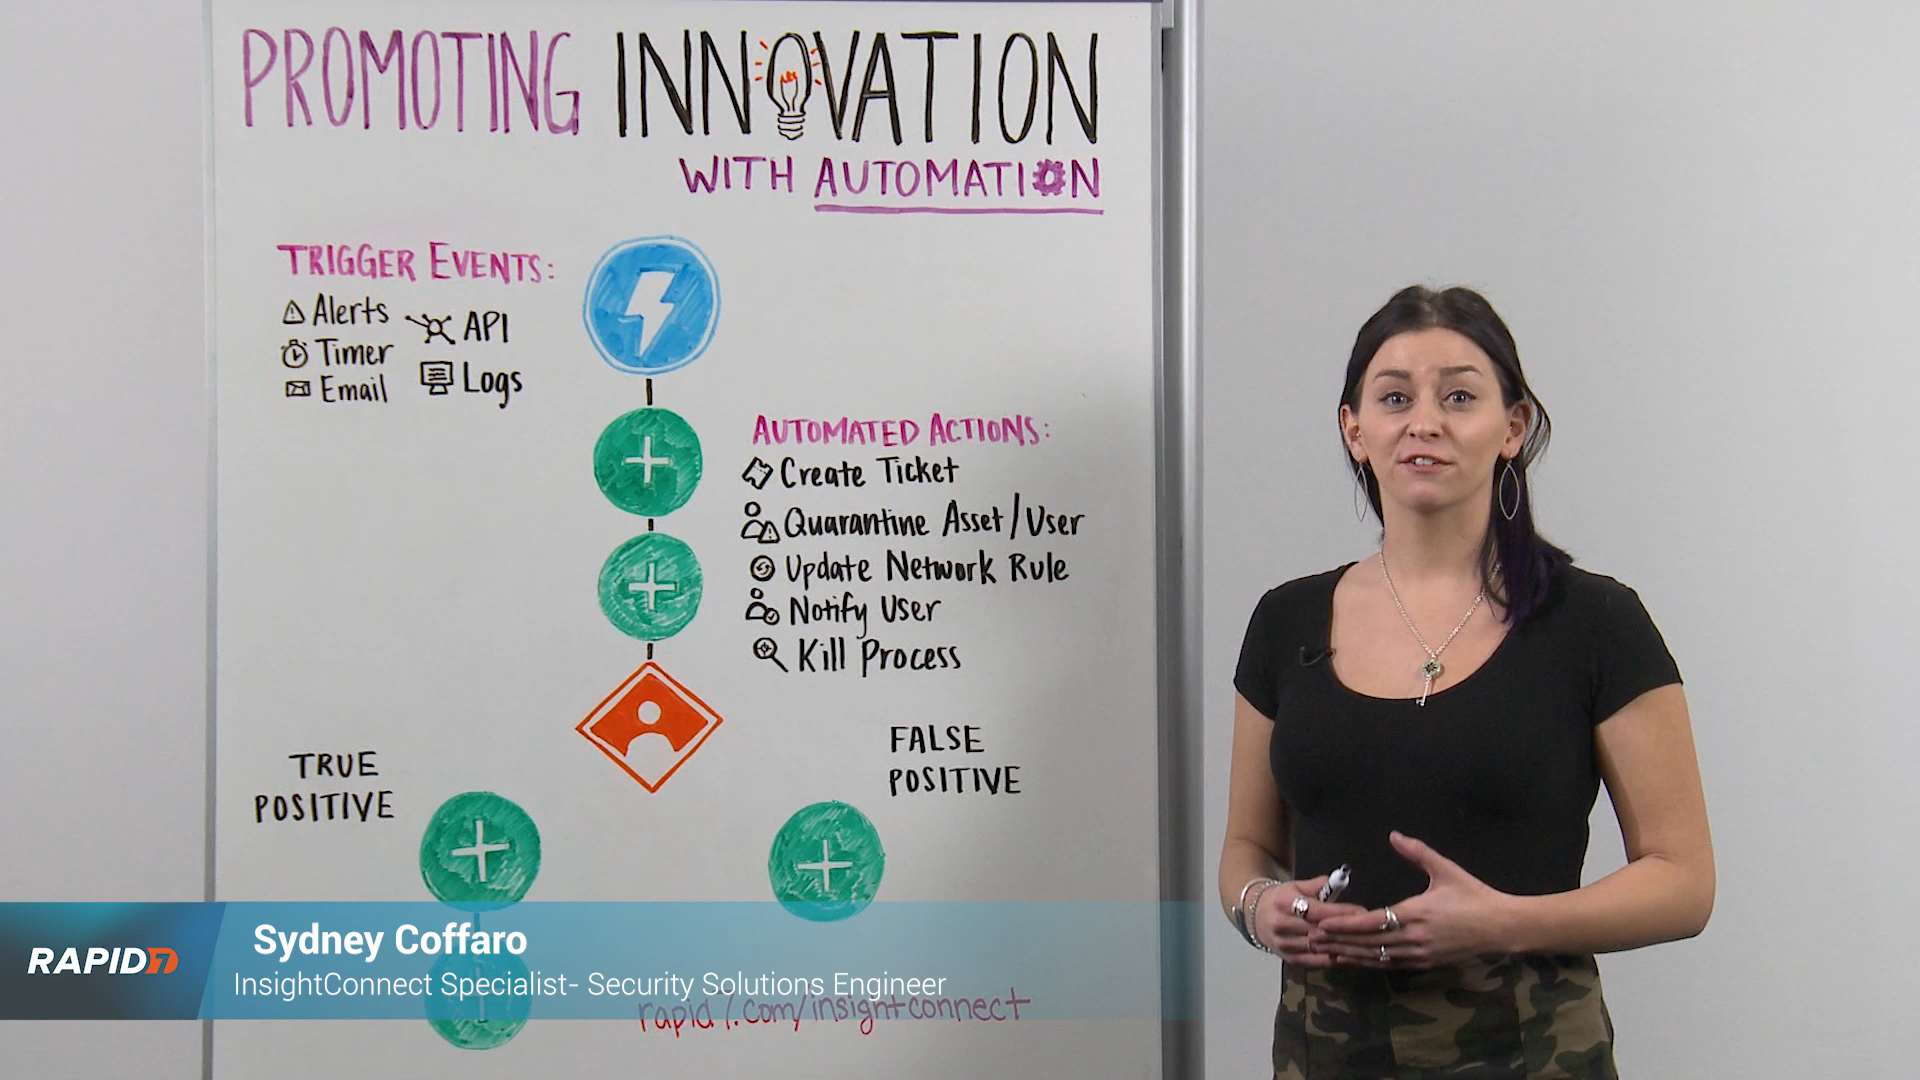 PROMOTING INNOVATION
WITH AUTOMATION
TRIGGER EVENTS:
Alerts
API
Timer
Logs
Email
AUTOMATED ACTIONS:
Create Ticket
Quarantine Asset/User
Update Network Rule
Notify User
Kill Process
TRUE
POSITIVE
FALSE
POSITIVE
RAPID7
Sydney Coffaro
InsightConnect Specialist- Security Solutions Engineer
rapid7.com/insightconnect